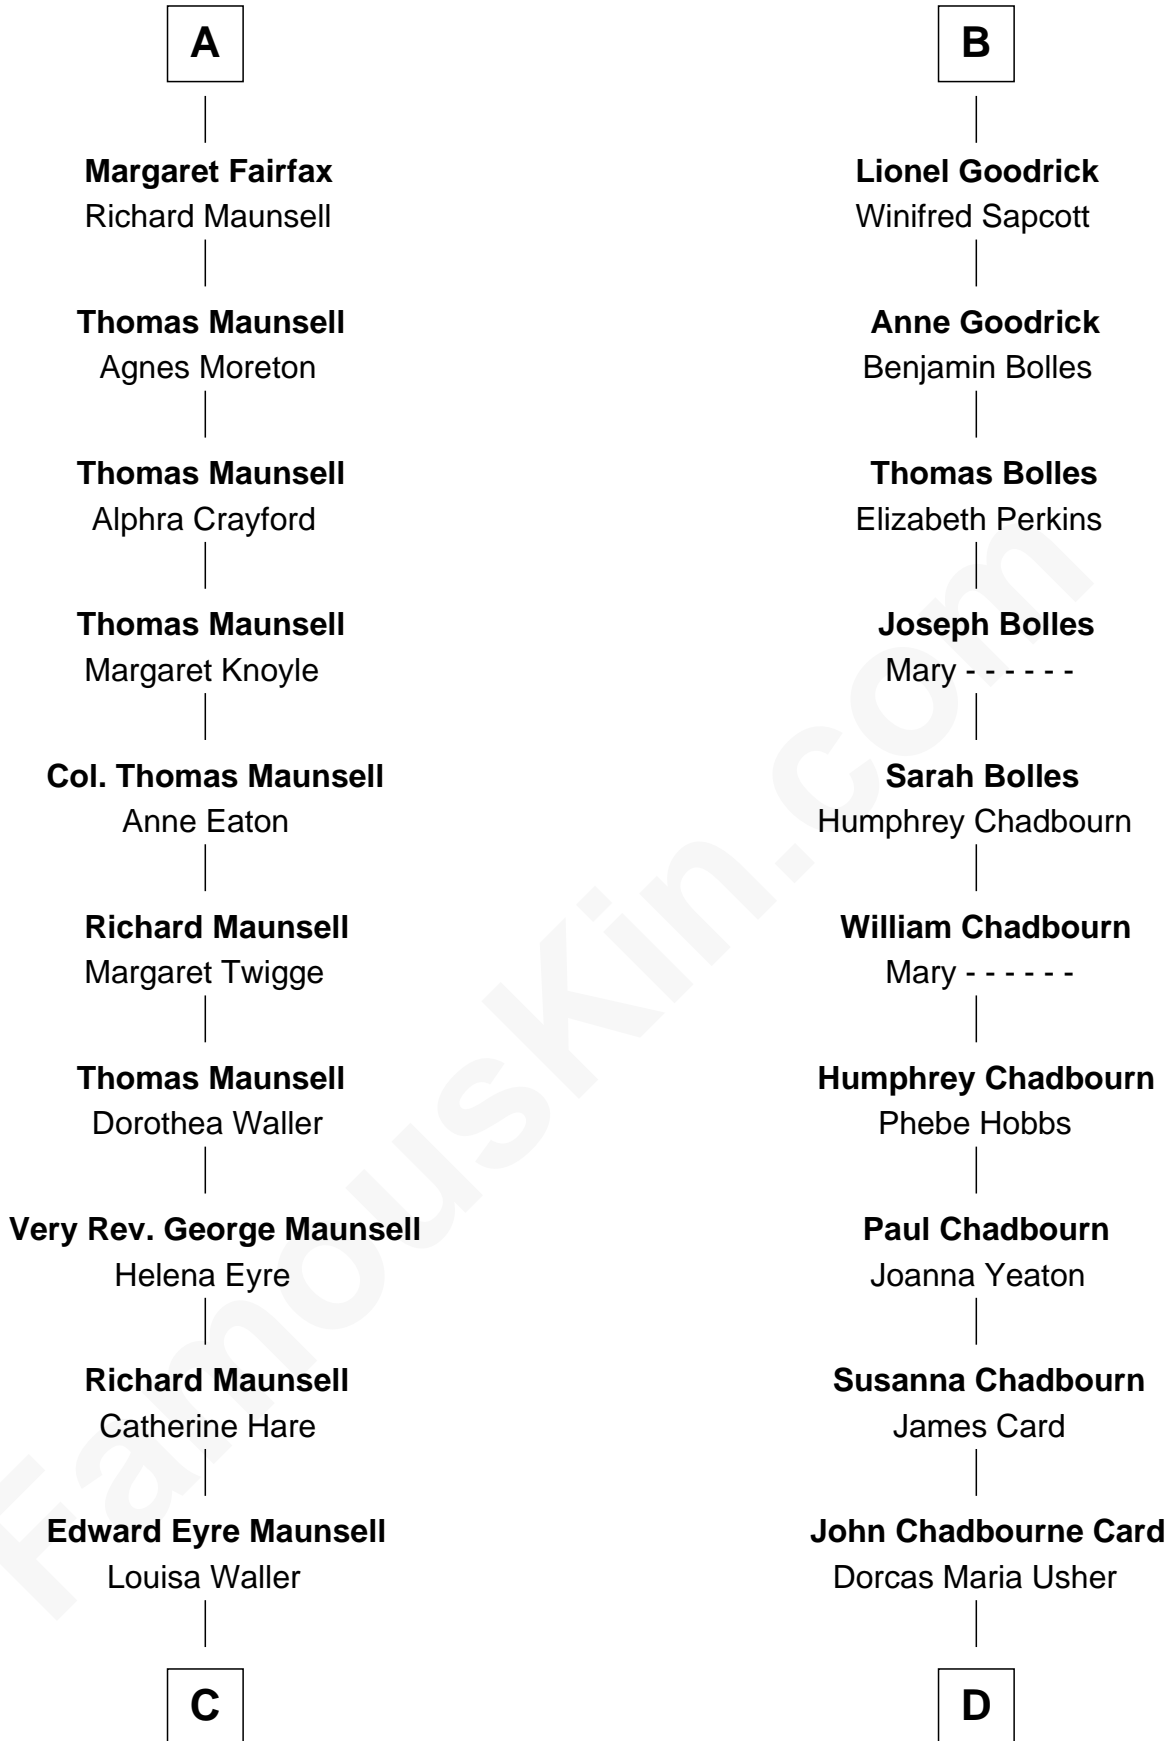 A
Margaret Fairfax
Richard Maunsell
Thomas Maunsell
Agnes Moreton
Thomas Maunsell
Alphra Crayford
Thomas Maunsell
Margaret Knoyle
Col. Thomas Maunsell
Anne Eaton
Richard Maunsell
Margaret Twigge
Thomas Maunsell
Dorothea Waller
Very Rev. George Maunsell
Helena Eyre
Richard Maunsell
Catherine Hare
Edward Eyre Maunsell
Louisa Waller
C
B
Lionel Goodrick
Winifred Sapcott
Anne Goodrick
Benjamin Bolles
Thomas Bolles
Elizabeth Perkins
Joseph Bolles
Mary - - - - - -
Sarah Bolles
Humphrey Chadbourn
William Chadbourn
Mary - - - - - -
Humphrey Chadbourn
Phebe Hobbs
Paul Chadbourn
Joanna Yeaton
Susanna Chadbourn
James Card
John Chadbourne Card
Dorcas Maria Usher
D
FamousKin.com